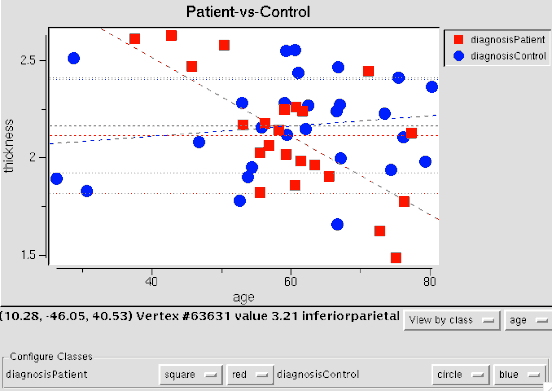 Patient-vs-Control
diagnosisPatient
diagnosisControl
2.5
2
1.5
thickness
40
60
80
age
(10.28, -46.05, 40.53) Vertex #63631 value 3.21 inferiorparietal
View by class
age
Configure Classes
diagnosisPatient
square
red
diagnosisControl
circle
blue